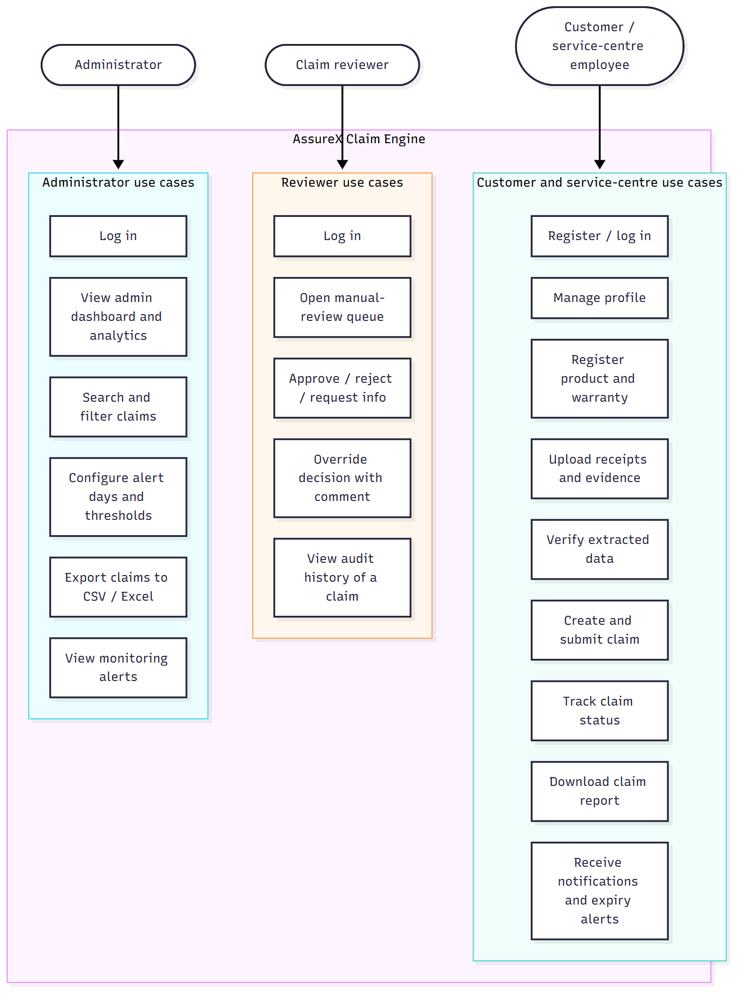 Administrator
Claim reviewer
Customer /
service-centre
employee
AssureX Claim Engine
Administrator use cases
Log in
View admin
dashboard and
analytics
Search and
filter claims
Configure alert
days and
thresholds
Export claims to
CSV / Excel
View monitoring
alerts
Reviewer use cases
Log in
Open manual-
review queue
Approve / reject
/ request info
Override
decision with
comment
View audit
history of a
claim
Customer and service-centre use cases
Register / log in
Manage profile
Register
product and
warranty
Upload receipts
and evidence
Verify extracted
data
Create and
submit claim
Track claim
status
Download claim
report
Receive
notifications
and expiry
alerts